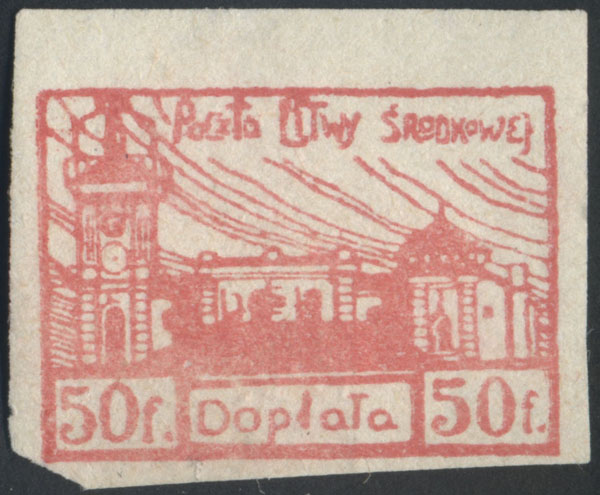 Poczta Litwy Środkowej
50f. Dopłata 50f.